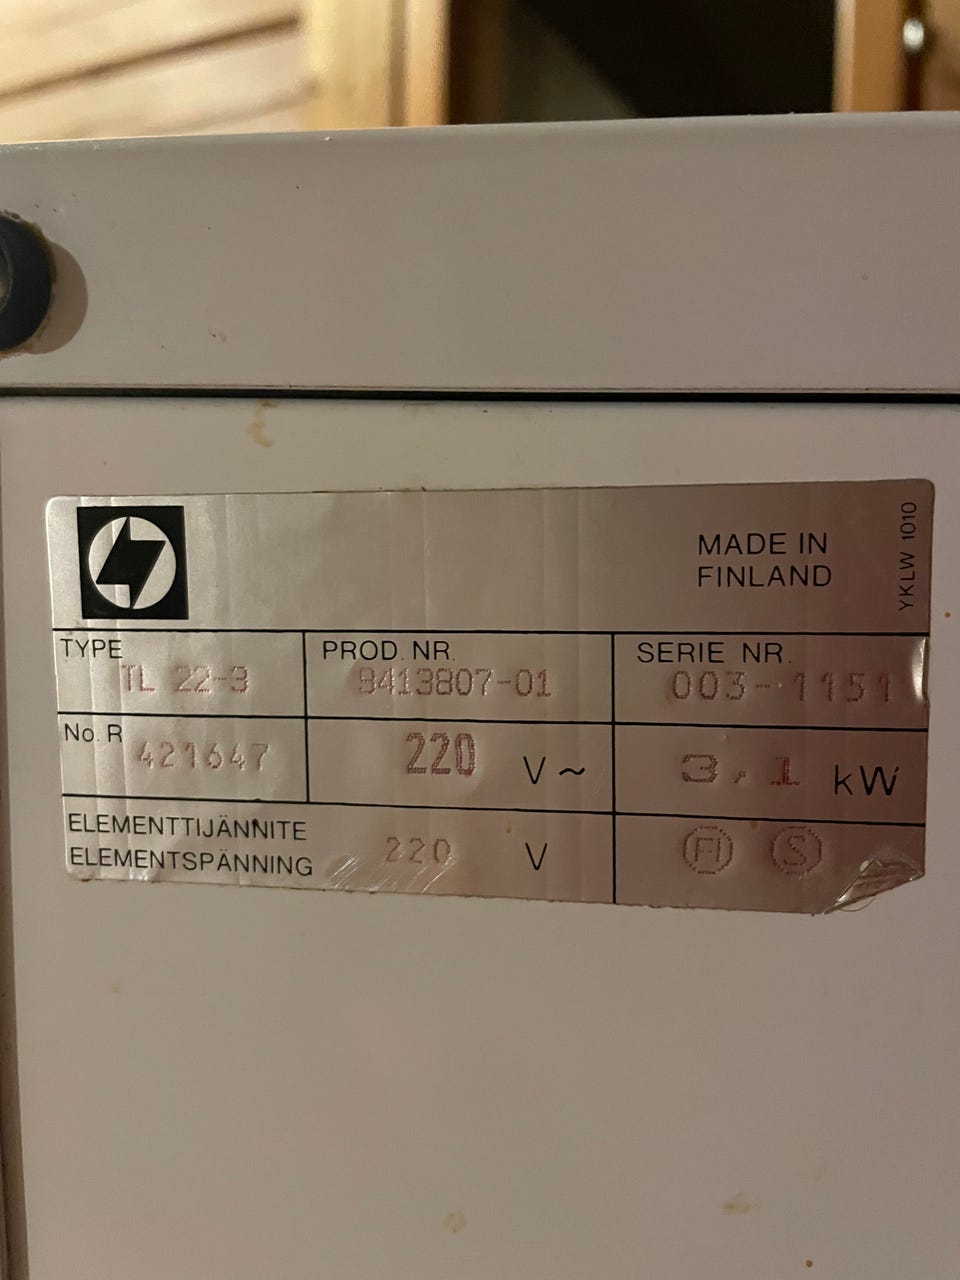 MADE IN
FINLAND
YKLW 1010
TYPE
TL 22-3
PROD. NR.
9413807-01
SERIE NR.
003-1151
No. R
421647
220 V~
3,1 kW
ELEMENTTIJÄNNITE
ELEMENTSPÄNNING
220 V
FI S